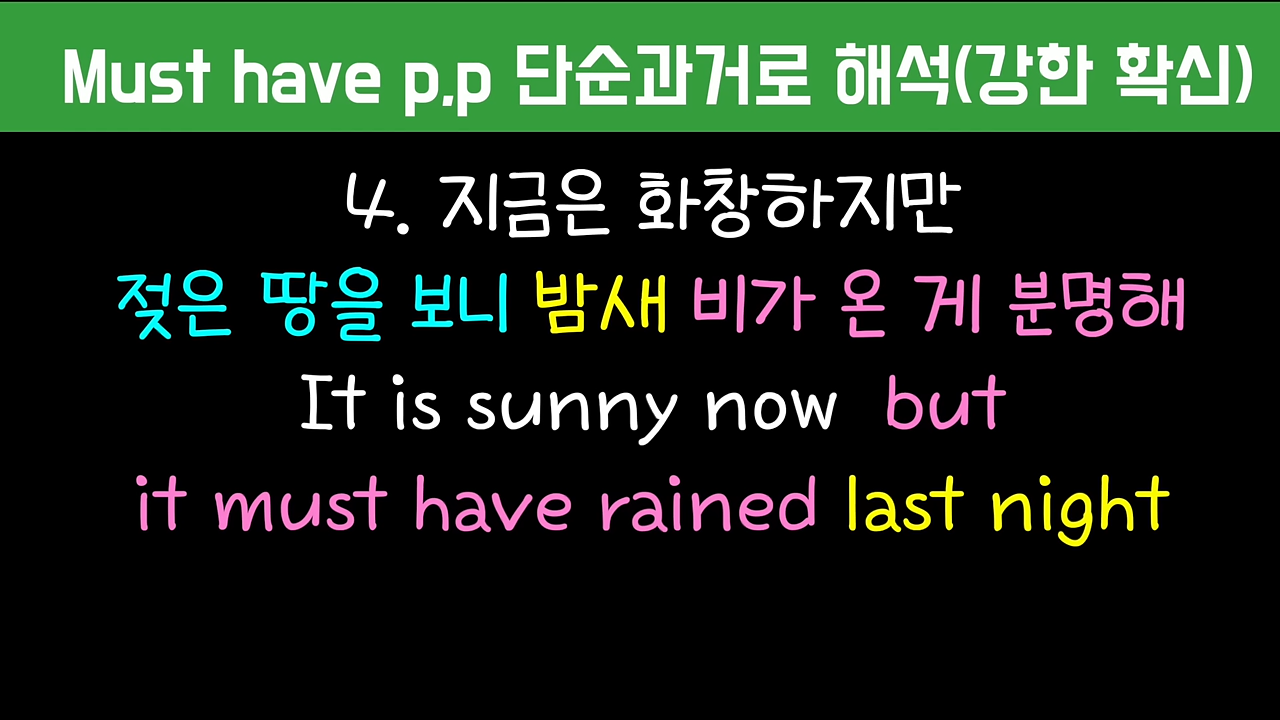 Must have p,p 단순과거로 해석(강한 확신)
4. 지금은 화창하지만
젖은 땅을 보니 밤새 비가 온 게 분명해
It is sunny now but
it must have rained last night